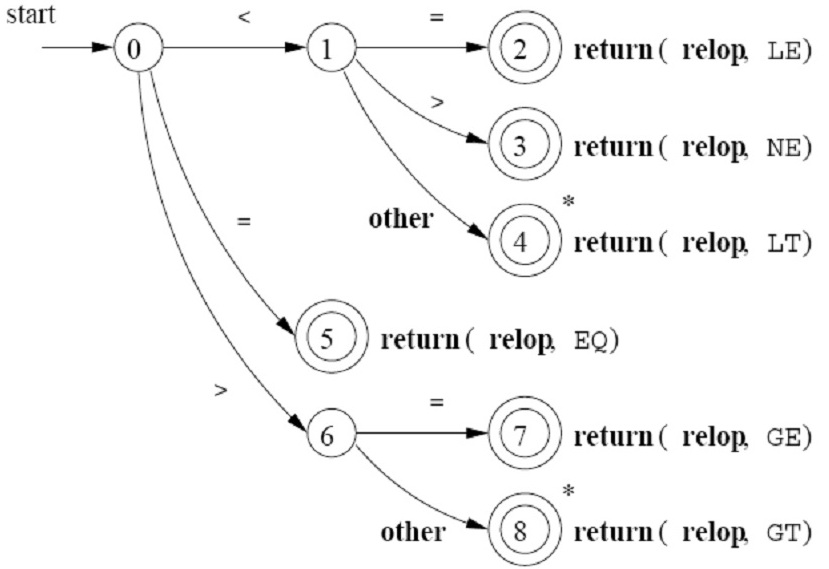 start
<
=
0
1
2
return( relop, LE)
>
3
return( relop, NE)
other
*
4
return( relop, LT)
=
5
return( relop, EQ)
>
=
6
7
return( relop, GE)
*
other
8
return( relop, GT)